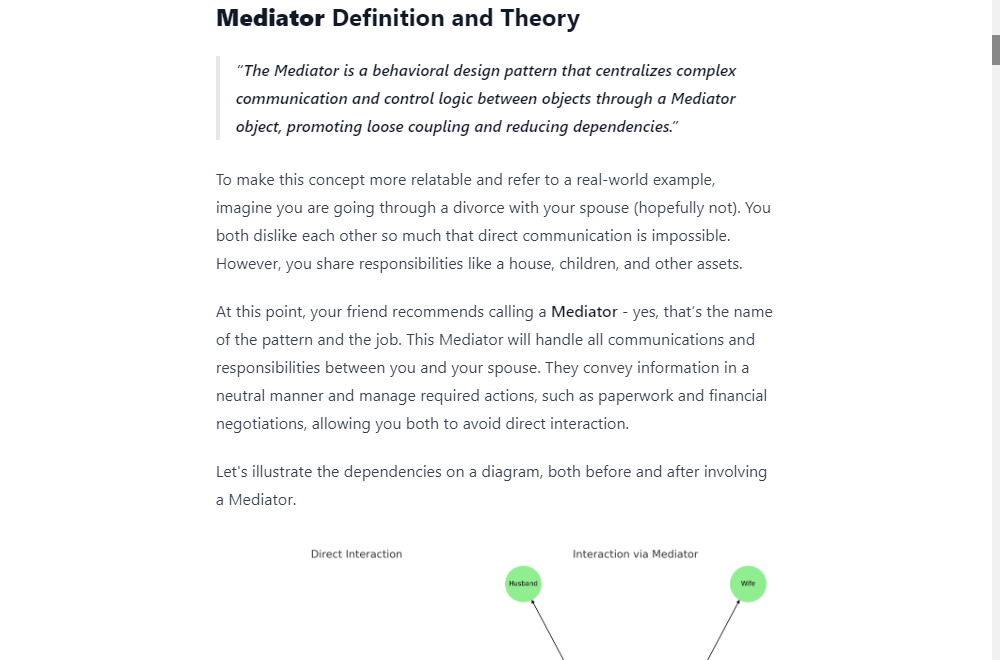 Mediator Definition and Theory
“The Mediator is a behavioral design pattern that centralizes complex
communication and control logic between objects through a Mediator
object, promoting loose coupling and reducing dependencies.”
To make this concept more relatable and refer to a real-world example,
imagine you are going through a divorce with your spouse (hopefully not). You
both dislike each other so much that direct communication is impossible.
However, you share responsibilities like a house, children, and other assets.
At this point, your friend recommends calling a Mediator - yes, that’s the name
of the pattern and the job. This Mediator will handle all communications and
responsibilities between you and your spouse. They convey information in a
neutral manner and manage required actions, such as paperwork and financial
negotiations, allowing you both to avoid direct interaction.
Let's illustrate the dependencies on a diagram, both before and after involving
a Mediator.
Direct Interaction
Interaction via Mediator
Husband
Wife